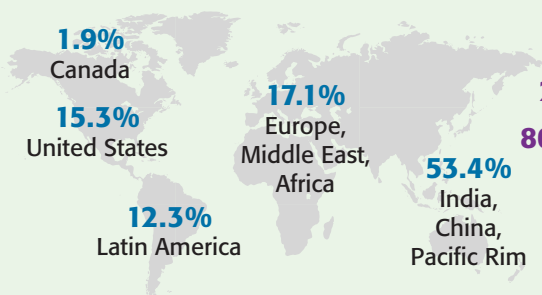 1.9%
Canada
15.3%
United States
17.1%
Europe,
Middle East,
Africa
53.4%
India,
China,
Pacific Rim
12.3%
Latin America